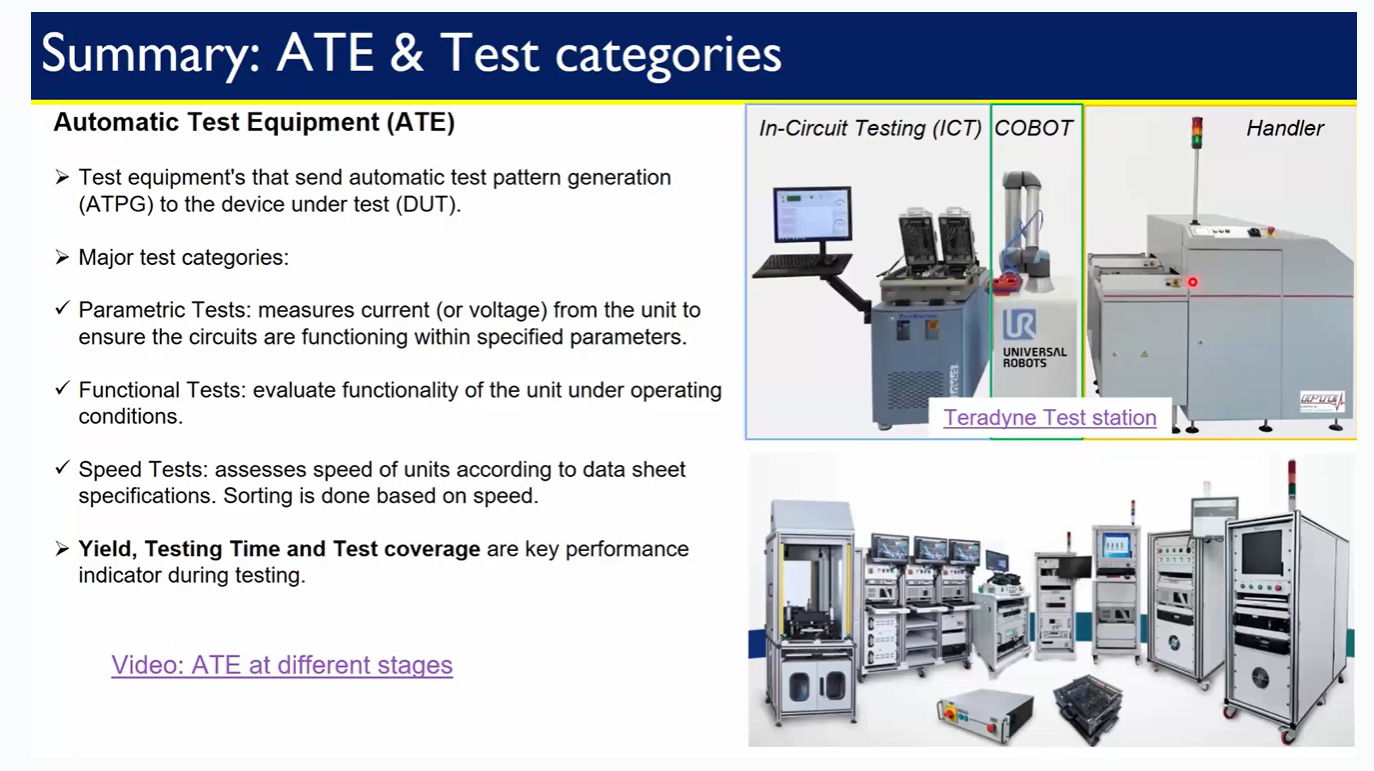 Summary: ATE & Test categories
Automatic Test Equipment (ATE)
➢ Test equipment's that send automatic test pattern generation
(ATPG) to the device under test (DUT).
➢ Major test categories:
✓ Parametric Tests: measures current (or voltage) from the unit to
ensure the circuits are functioning within specified parameters.
✓ Functional Tests: evaluate functionality of the unit under operating
conditions.
✓ Speed Tests: assesses speed of units according to data sheet
specifications. Sorting is done based on speed.
➢ Yield, Testing Time and Test coverage are key performance
indicator during testing.
Video: ATE at different stages
In-Circuit Testing (ICT)
COBOT
Handler
UR
UNIVERSAL
ROBOTS
Teradyne Test station